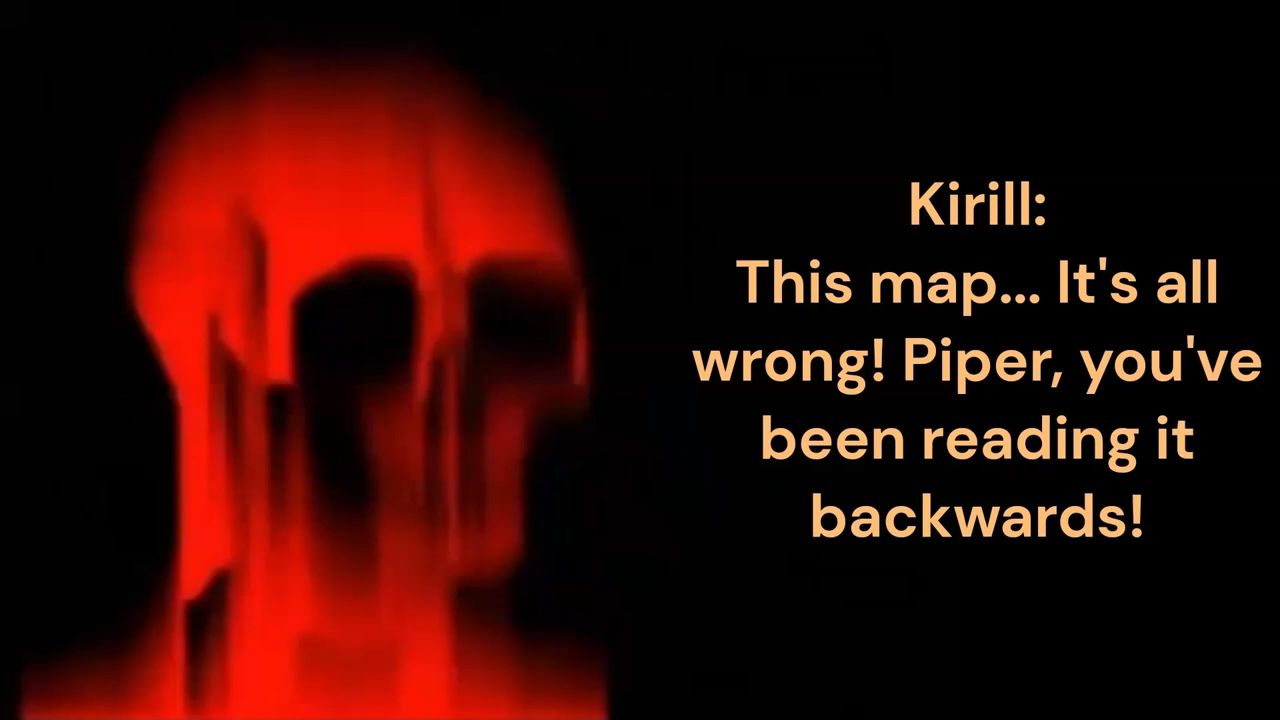 Kirill:
This map... It's all
wrong! Piper, you've
been reading it
backwards!